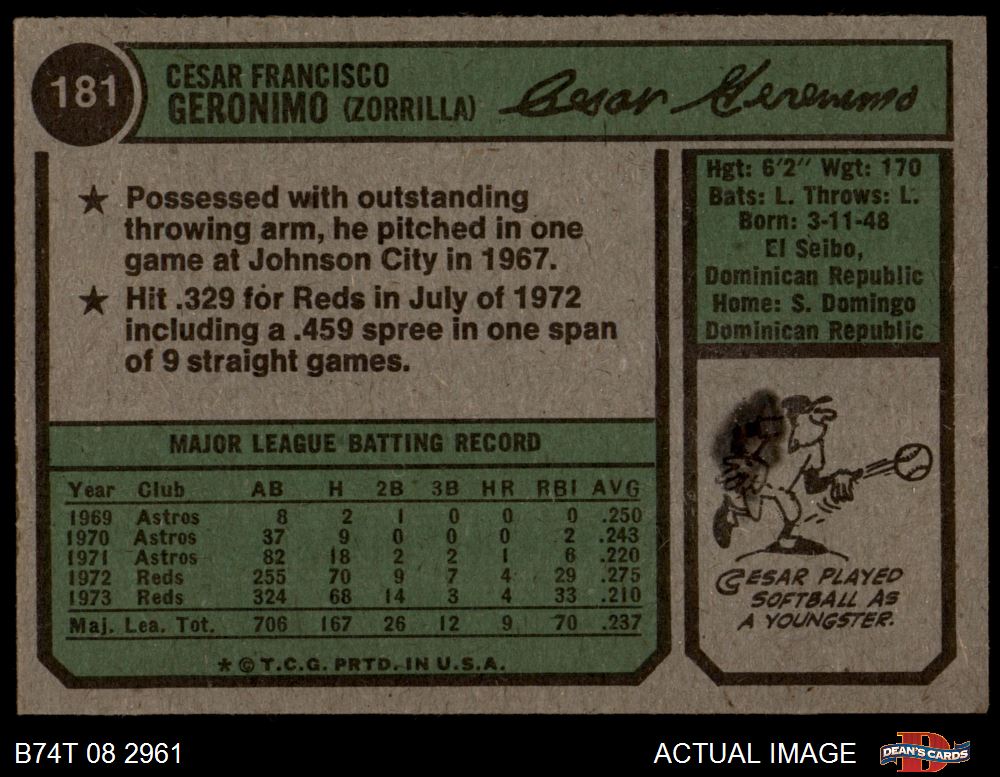 181
CESAR FRANCISCO
GERONIMO (ZORRILLA)
Cesar Geronimo
★ Possessed with outstanding
throwing arm, he pitched in one
game at Johnson City in 1967.
★ Hit .329 for Reds in July of 1972
including a .459 spree in one span
of 9 straight games.
MAJOR LEAGUE BATTING RECORD
Year Club AB H 2B 3B HR RBI AVG
1969 Astros 8 2 1 0 0 0 .250
1970 Astros 37 9 0 0 0 2 .243
1971 Astros 82 18 2 2 1 6 .220
1972 Reds 255 70 9 7 4 29 .275
1973 Reds 324 68 14 3 4 33 .210
Maj. Lea. Tot. 706 167 26 12 9 70 .237
* © T.C.G. PRTD. IN U.S.A.
Hgt: 6'2" Wgt: 170
Bats: L. Throws: L.
Born: 3-11-48
El Seibo,
Dominican Republic
Home: S. Domingo
Dominican Republic
CESAR PLAYED
SOFTBALL AS
A YOUNGSTER.
B74T 08 2961
ACTUAL IMAGE
DEAN'S CARDS